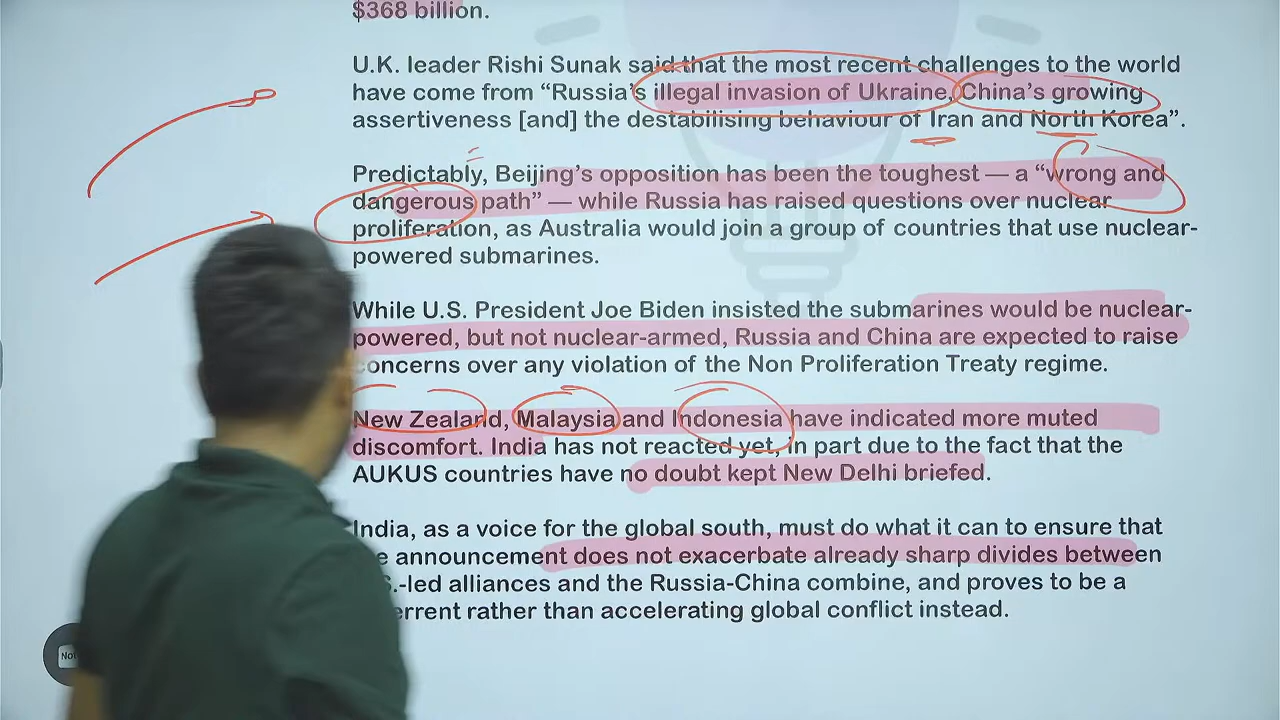 $368 billion.
U.K. leader Rishi Sunak said that the most recent challenges to the world
have come from “Russia’s illegal invasion of Ukraine, China’s growing
assertiveness [and] the destabilising behaviour of Iran and North Korea”.
Predictably, Beijing’s opposition has been the toughest — a “wrong and
dangerous path” — while Russia has raised questions over nuclear
proliferation, as Australia would join a group of countries that use nuclear-
powered submarines.
While U.S. President Joe Biden insisted the submarines would be nuclear-
powered, but not nuclear-armed, Russia and China are expected to raise
concerns over any violation of the Non Proliferation Treaty regime.
New Zealand, Malaysia and Indonesia have indicated more muted
discomfort. India has not reacted yet, in part due to the fact that the
AUKUS countries have no doubt kept New Delhi briefed.
India, as a voice for the global south, must do what it can to ensure that
announcement does not exacerbate already sharp divides between
-led alliances and the Russia-China combine, and proves to be a
rather than accelerating global conflict instead.